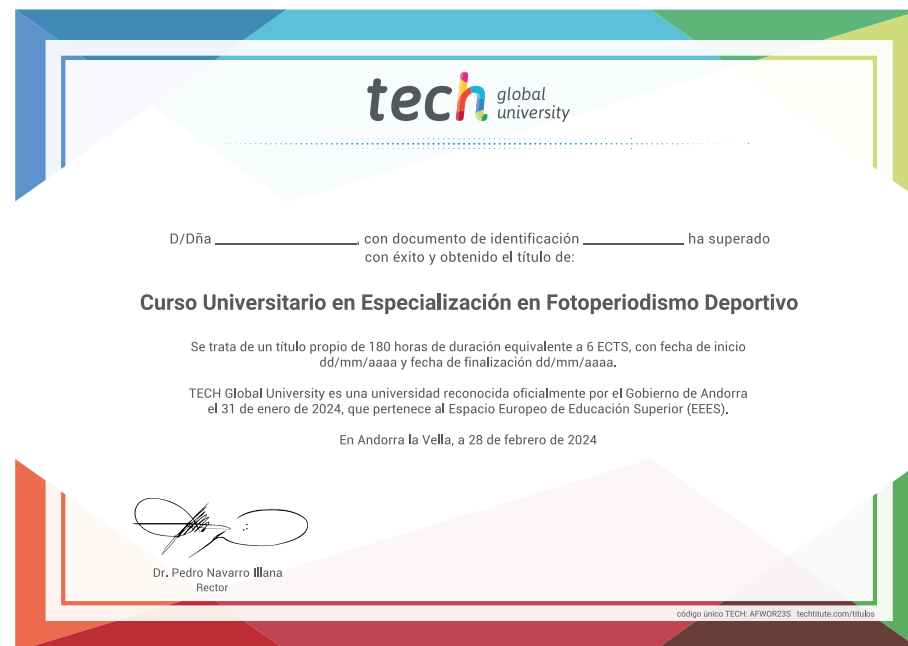 tech global university
D/Dña ______________, con documento de identificación ______________ ha superado
con éxito y obtenido el título de:
Curso Universitario en Especialización en Fotoperiodismo Deportivo
Se trata de un título propio de 180 horas de duración equivalente a 6 ECTS, con fecha de inicio
dd/mm/aaaa y fecha de finalización dd/mm/aaaa.
TECH Global University es una universidad reconocida oficialmente por el Gobierno de Andorra
el 31 de enero de 2024, que pertenece al Espacio Europeo de Educación Superior (EEES).
En Andorra la Vella, a 28 de febrero de 2024
Dr. Pedro Navarro Illana
Rector
código único TECH: AFWOR23S techtitute.com/titulos